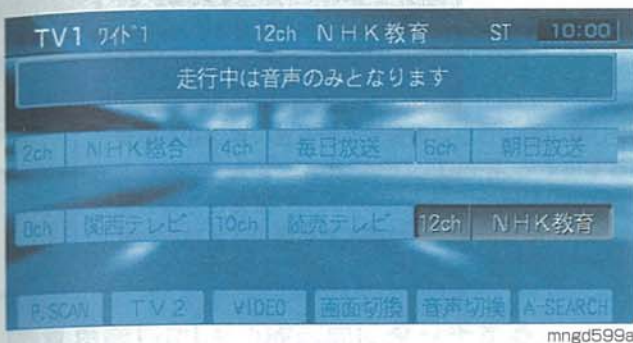 TV1 ワイド1 12ch NHK教育 ST 10:00
走行中は音声のみとなります
2ch NHK総合 4ch 毎日放送 6ch 朝日放送
8ch 関西テレビ 10ch 読売テレビ 12ch NHK教育
P.SCAN TV2 VIDEO 画面切換 音声切換 A-SEARCH
mngd599a